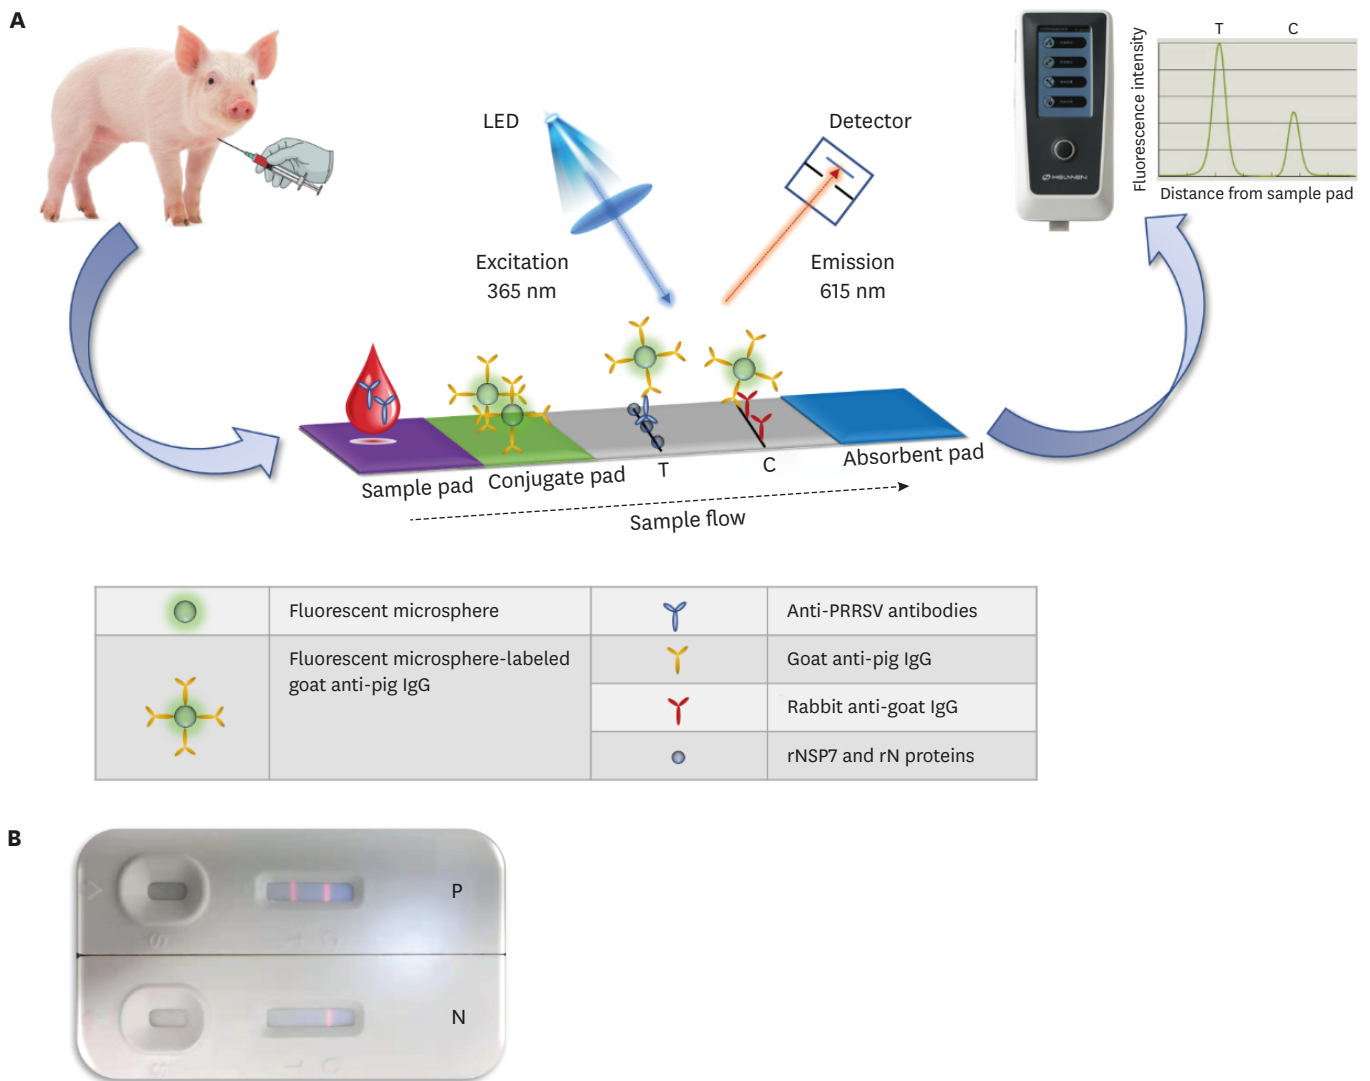 A
LED
Detector
Excitation
365 nm
Emission
615 nm
Fluorescence intensity
T
C
Distance from sample pad
Sample pad
Conjugate pad
T
C
Absorbent pad
Sample flow
Fluorescent microsphere
Anti-PRRSV antibodies
Fluorescent microsphere-labeled
goat anti-pig IgG
Goat anti-pig IgG
Rabbit anti-goat IgG
rNSP7 and rN proteins
B
P
S
T
C
N
S
T
C